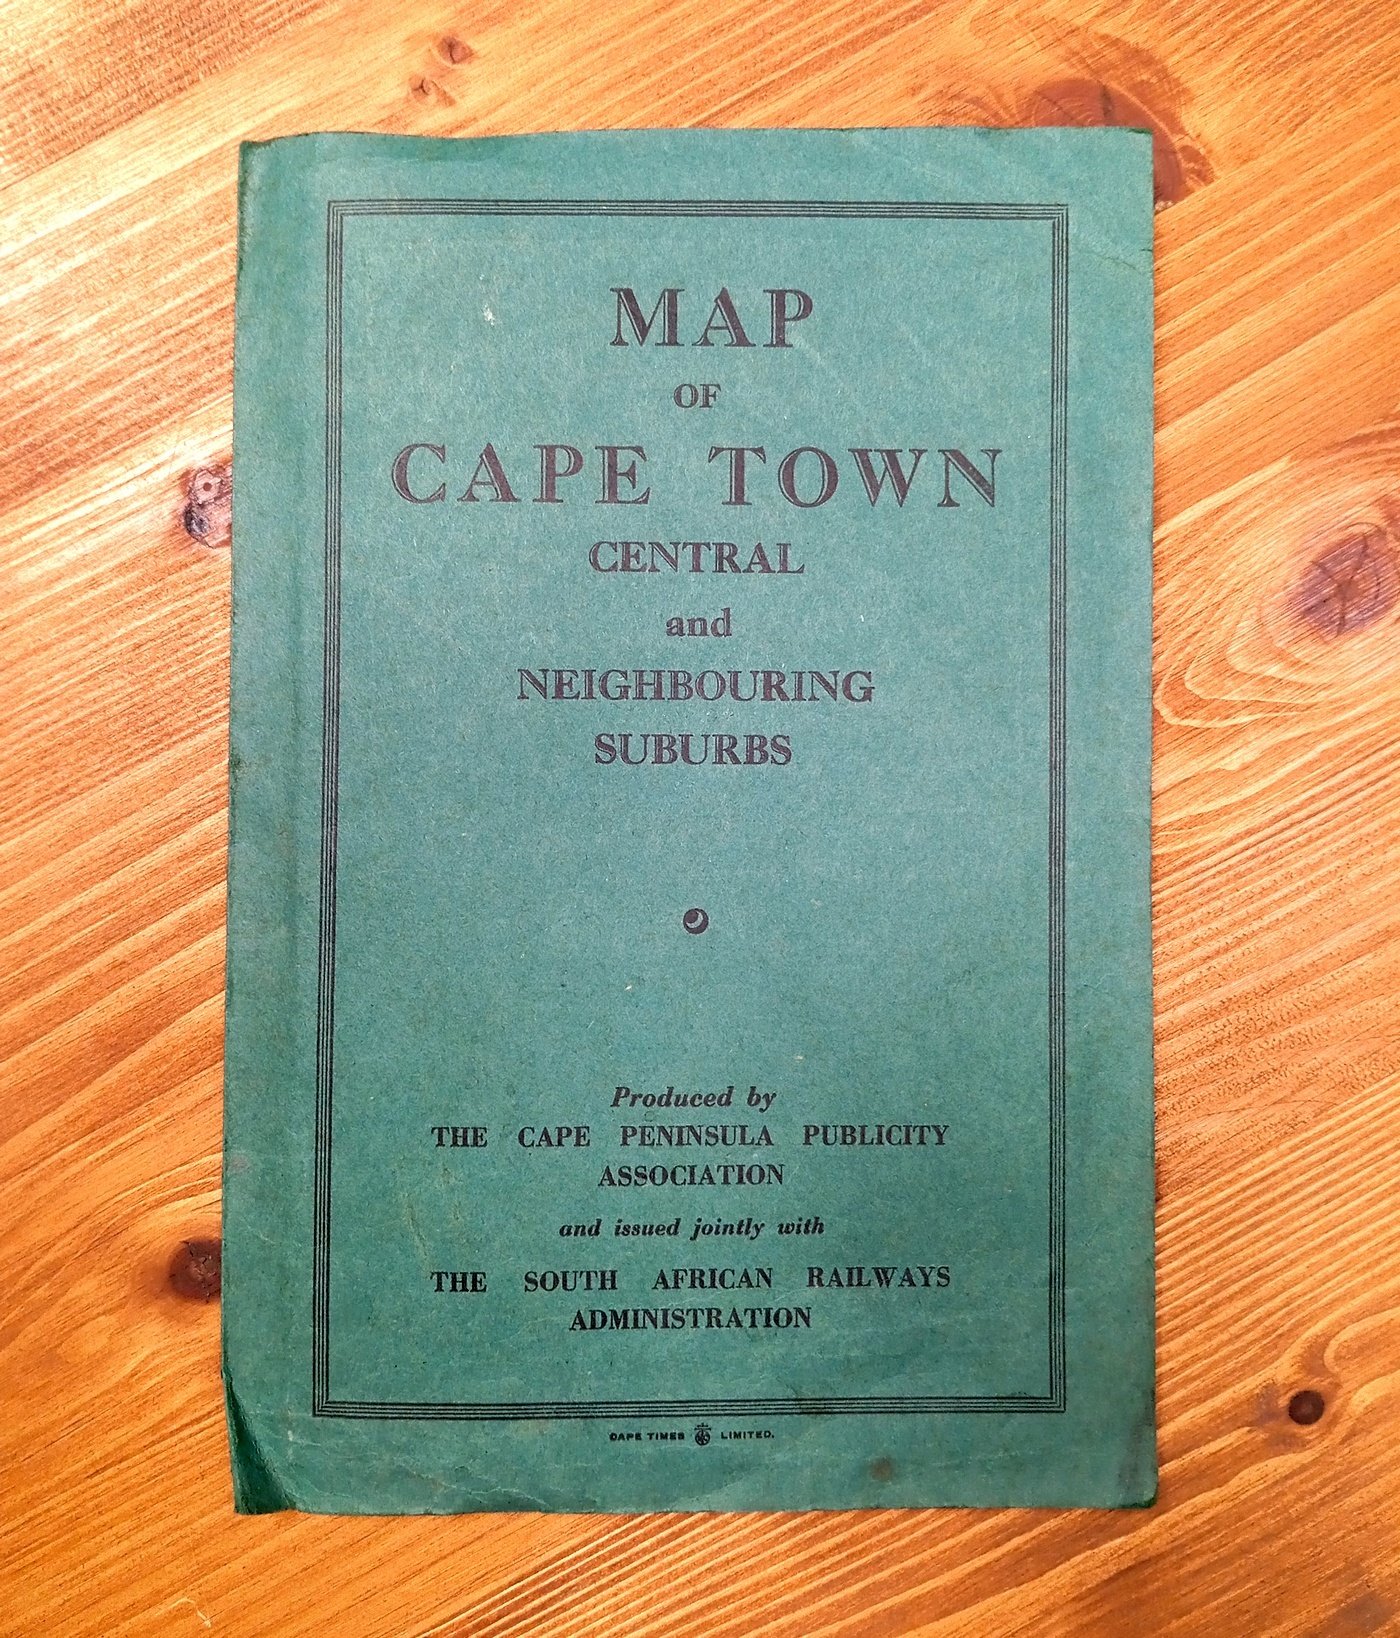 MAP
OF
CAPE TOWN
CENTRAL
and
NEIGHBOURING
SUBURBS
Produced by
THE CAPE PENINSULA PUBLICITY
ASSOCIATION
and issued jointly with
THE SOUTH AFRICAN RAILWAYS
ADMINISTRATION
CAPE TIMES LIMITED.